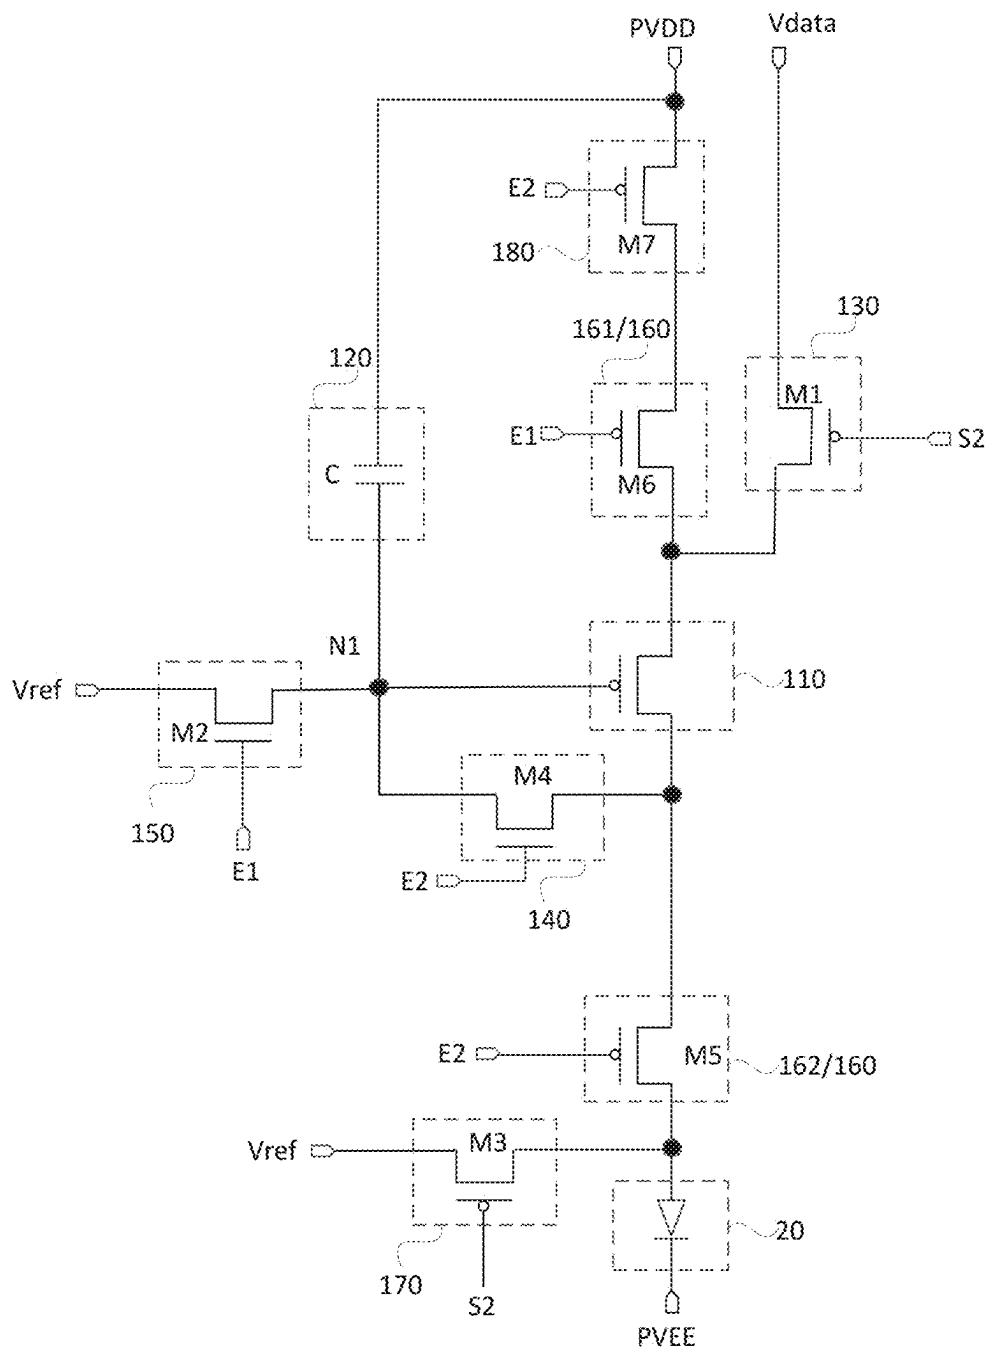 PVDD
Vdata
E2
M7
180
161/160
130
120
M1
E1
S2
C
M6
N1
Vref
110
M2
M4
150
E1
E2
140
E2
M5
162/160
Vref
M3
20
170
S2
PVEE